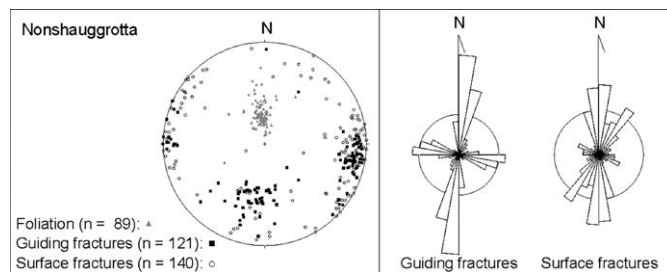 Nonshauggrotta
N
Foliation (n = 89):
Guiding fractures (n = 121):
Surface fractures (n = 140):
N
N
Guiding fractures
Surface fractures